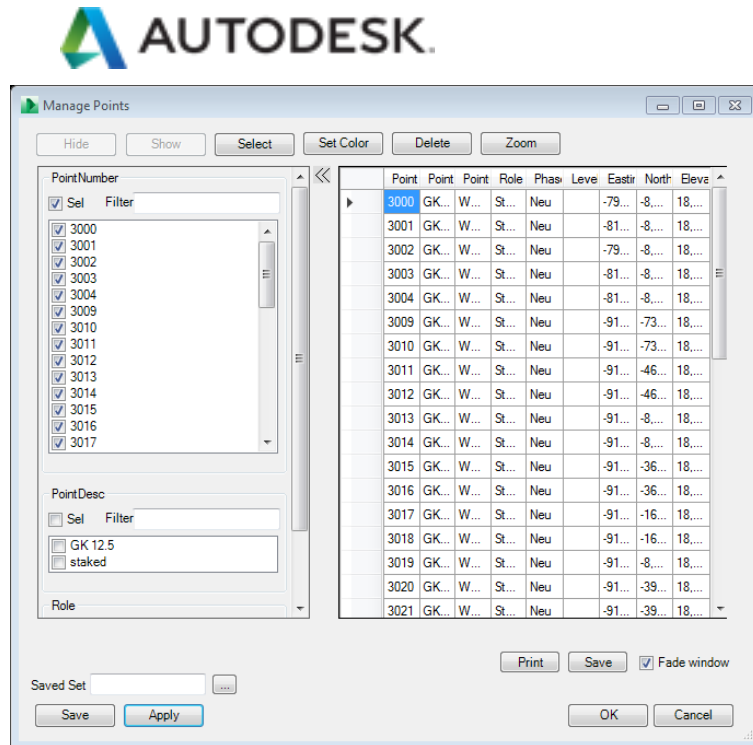 AUTODESK.
Manage Points
Hide Show Select Set Color Delete Zoom
PointNumber
Sel Filter
3000
3001
3002
3003
3004
3009
3010
3011
3012
3013
3014
3015
3016
3017
PointDesc
Sel Filter
GK 12.5
staked
Role
Point Point Point Role Phas Leve Eastir North Eleva
3000 GK... W... St... Neu -79... -8,... 18,...
3001 GK... W... St... Neu -81... -8,... 18,...
3002 GK... W... St... Neu -79... -8,... 18,...
3003 GK... W... St... Neu -81... -8,... 18,...
3004 GK... W... St... Neu -81... -8,... 18,...
3009 GK... W... St... Neu -91... -73... 18,...
3010 GK... W... St... Neu -91... -73... 18,...
3011 GK... W... St... Neu -91... -46... 18,...
3012 GK... W... St... Neu -91... -46... 18,...
3013 GK... W... St... Neu -91... -8,... 18,...
3014 GK... W... St... Neu -91... -8,... 18,...
3015 GK... W... St... Neu -91... -36... 18,...
3016 GK... W... St... Neu -91... -36... 18,...
3017 GK... W... St... Neu -91... -16... 18,...
3018 GK... W... St... Neu -91... -16... 18,...
3019 GK... W... St... Neu -91... -8,... 18,...
3020 GK... W... St... Neu -91... -39... 18,...
3021 GK... W... St... Neu -91... -39... 18,...
Print Save Fade window
Saved Set ...
Save Apply OK Cancel